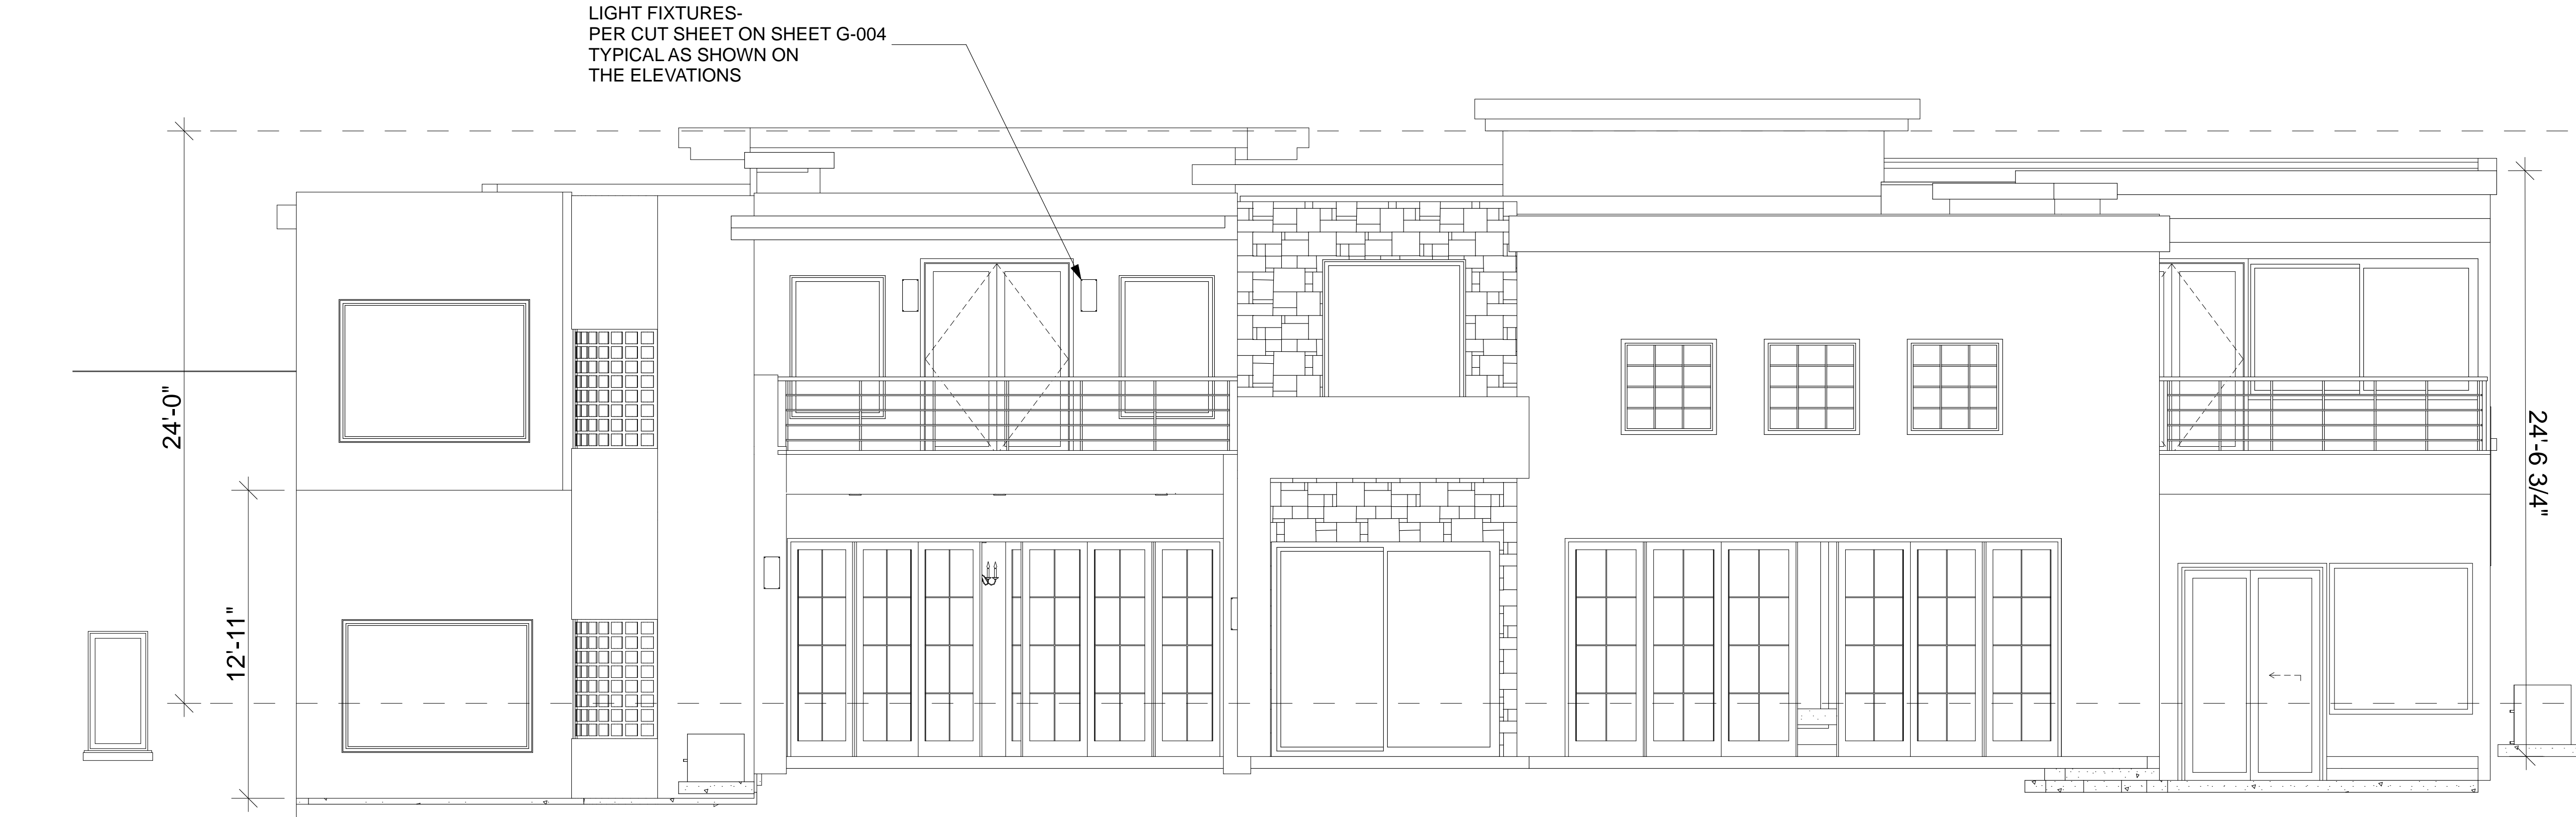 LIGHT FIXTURES-
PER CUT SHEET ON SHEET G-004
TYPICAL AS SHOWN ON
THE ELEVATIONS
24'-0"
12'-11"
24'-6 3/4"